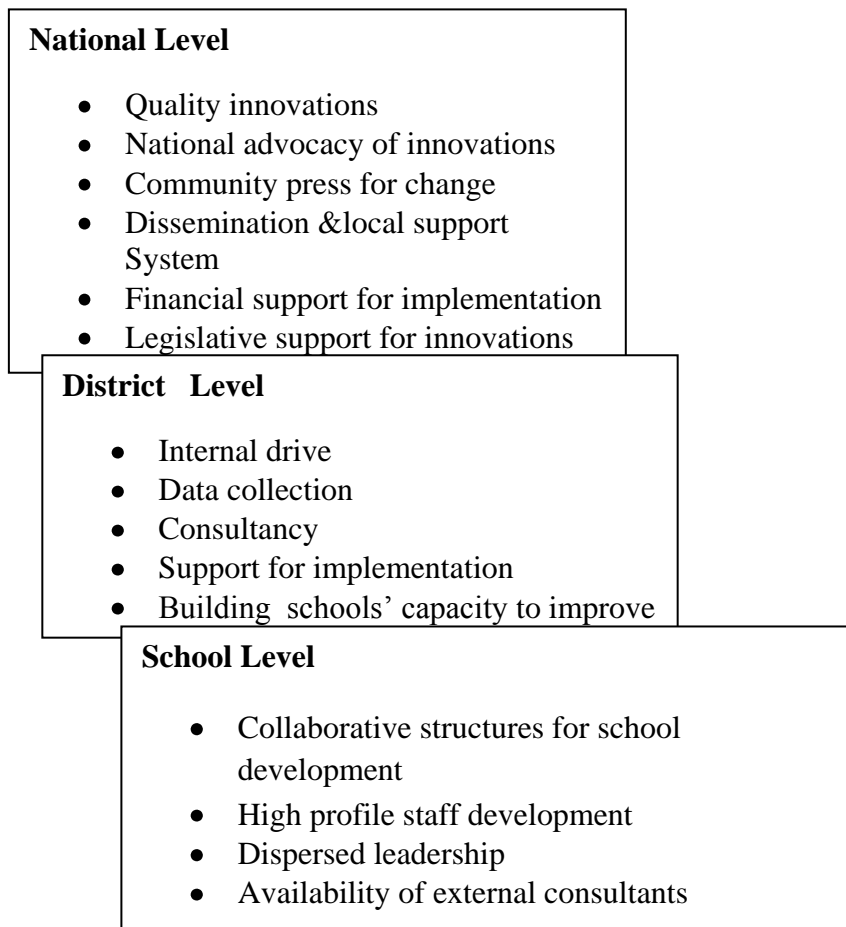 National Level
• Quality innovations
• National advocacy of innovations
• Community press for change
• Dissemination &local support
System
• Financial support for implementation
• Legislative support for innovations
District Level
• Internal drive
• Data collection
• Consultancy
• Support for implementation
• Building schools’ capacity to improve
School Level
• Collaborative structures for school
development
• High profile staff development
• Dispersed leadership
• Availability of external consultants